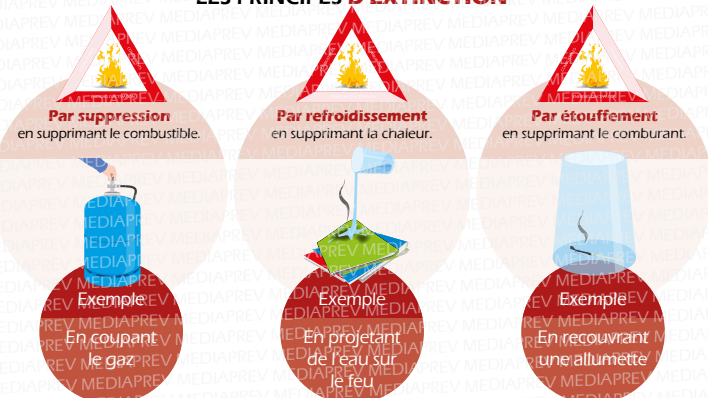 LES PRINCIPES D'EXTINCTION
Par suppression
en supprimant le combustible.
Par refroidissement
en supprimant la chaleur.
Par étouffement
en supprimant le comburant.
Exemple
En coupant
le gaz
Exemple
En projetant
de l'eau sur
le feu
Exemple
En recouvrant
une allumette
MEDIAPREV